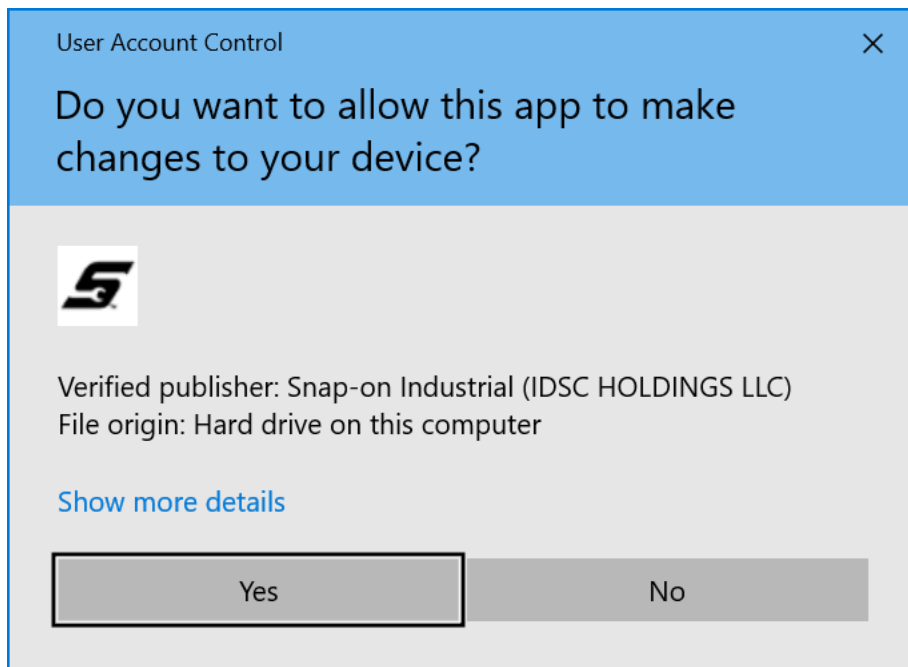 User Account Control
Do you want to allow this app to make
changes to your device?
Verified publisher: Snap-on Industrial (IDSC HOLDINGS LLC)
File origin: Hard drive on this computer
Show more details
Yes
No